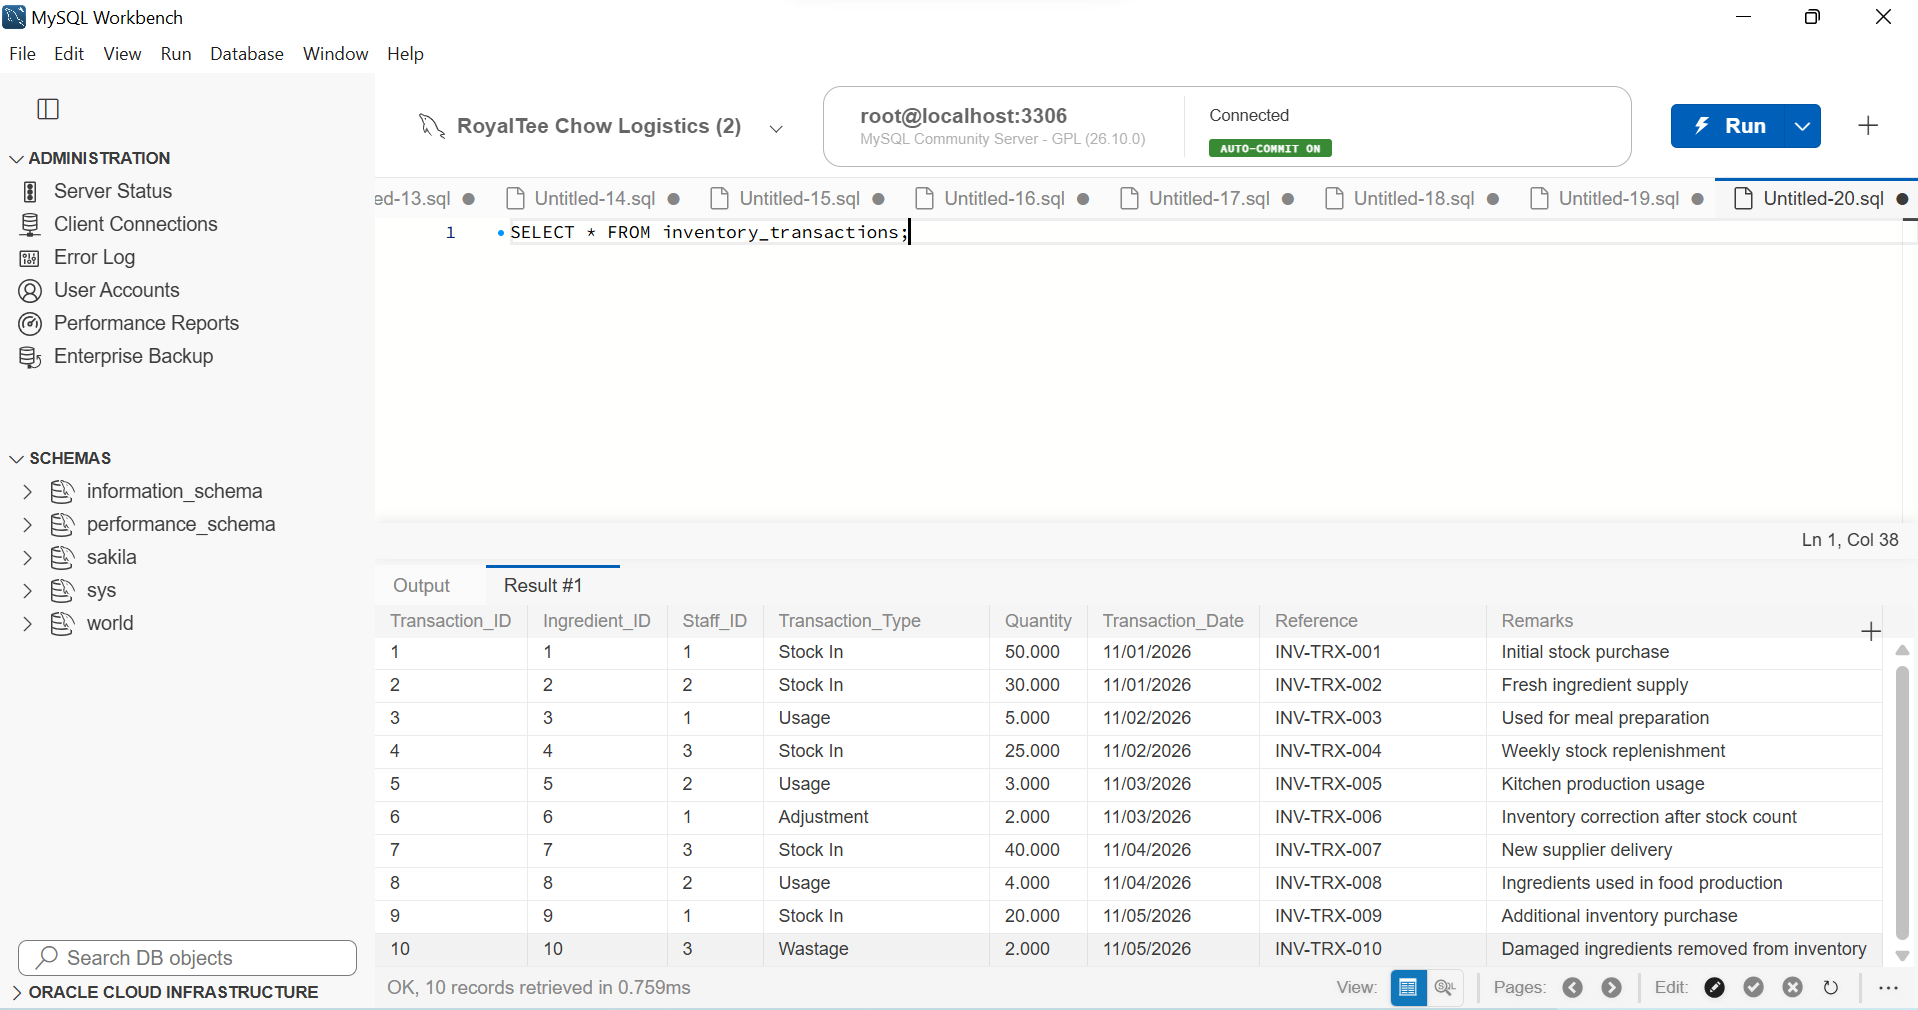 MySQL Workbench
File Edit View Run Database Window Help
ADMINISTRATION
Server Status
Client Connections
Error Log
User Accounts
Performance Reports
Enterprise Backup
SCHEMAS
information_schema
performance_schema
sakila
sys
world
Search DB objects
ORACLE CLOUD INFRASTRUCTURE
RoyalTee Chow Logistics (2)
root@localhost:3306
MySQL Community Server - GPL (26.10.0)
Connected
AUTO-COMMIT ON
Run
ed-13.sql Untitled-14.sql Untitled-15.sql Untitled-16.sql Untitled-17.sql Untitled-18.sql Untitled-19.sql Untitled-20.sql
1 SELECT * FROM inventory_transactions;
Ln 1, Col 38
Output Result #1
Transaction_ID Ingredient_ID Staff_ID Transaction_Type Quantity Transaction_Date Reference Remarks
1 1 1 Stock In 50.000 11/01/2026 INV-TRX-001 Initial stock purchase
2 2 2 Stock In 30.000 11/01/2026 INV-TRX-002 Fresh ingredient supply
3 3 1 Usage 5.000 11/02/2026 INV-TRX-003 Used for meal preparation
4 4 3 Stock In 25.000 11/02/2026 INV-TRX-004 Weekly stock replenishment
5 5 2 Usage 3.000 11/03/2026 INV-TRX-005 Kitchen production usage
6 6 1 Adjustment 2.000 11/03/2026 INV-TRX-006 Inventory correction after stock count
7 7 3 Stock In 40.000 11/04/2026 INV-TRX-007 New supplier delivery
8 8 2 Usage 4.000 11/04/2026 INV-TRX-008 Ingredients used in food production
9 9 1 Stock In 20.000 11/05/2026 INV-TRX-009 Additional inventory purchase
10 10 3 Wastage 2.000 11/05/2026 INV-TRX-010 Damaged ingredients removed from inventory
OK, 10 records retrieved in 0.759ms
View: SQL Pages: Edit: